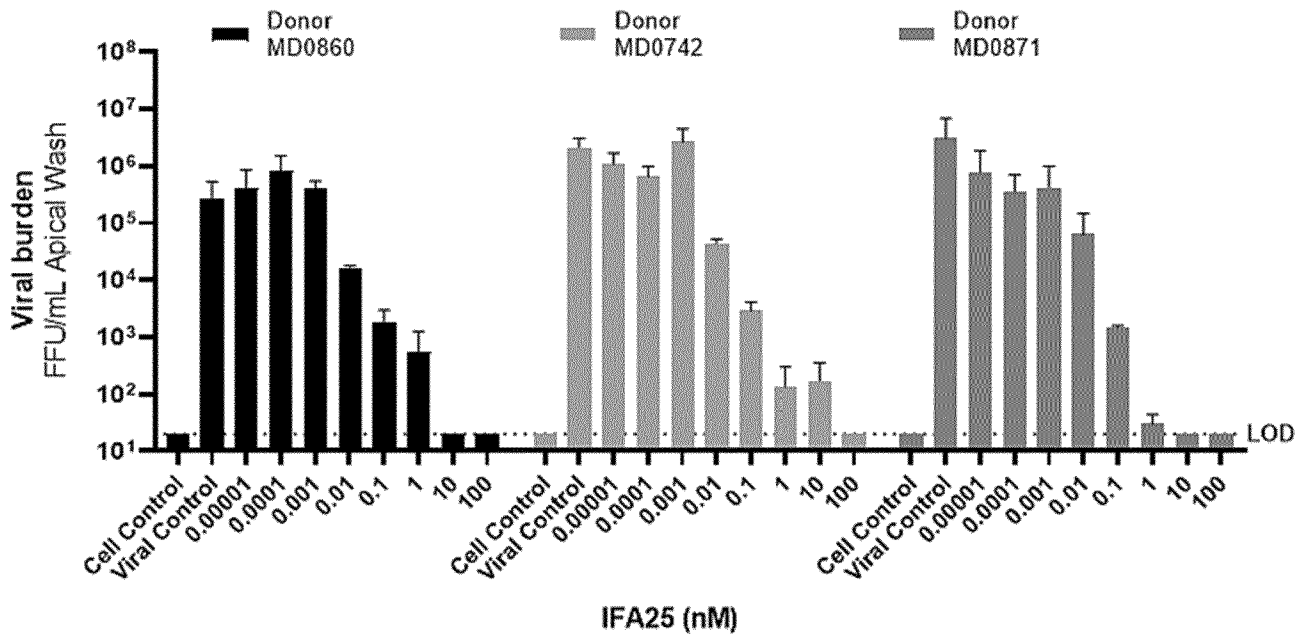 Donor
MD0860
Donor
MD0742
Donor
MD0871
Viral burden
FFU/mL Apical Wash
10⁸
10⁷
10⁶
10⁵
10⁴
10³
10²
10¹
LOD
Cell Control
Viral Control
0.00001
0.0001
0.001
0.01
0.1
1
10
100
Cell Control
Viral Control
0.00001
0.0001
0.001
0.01
0.1
1
10
100
Cell Control
Viral Control
0.00001
0.0001
0.001
0.01
0.1
1
10
100
IFA25 (nM)